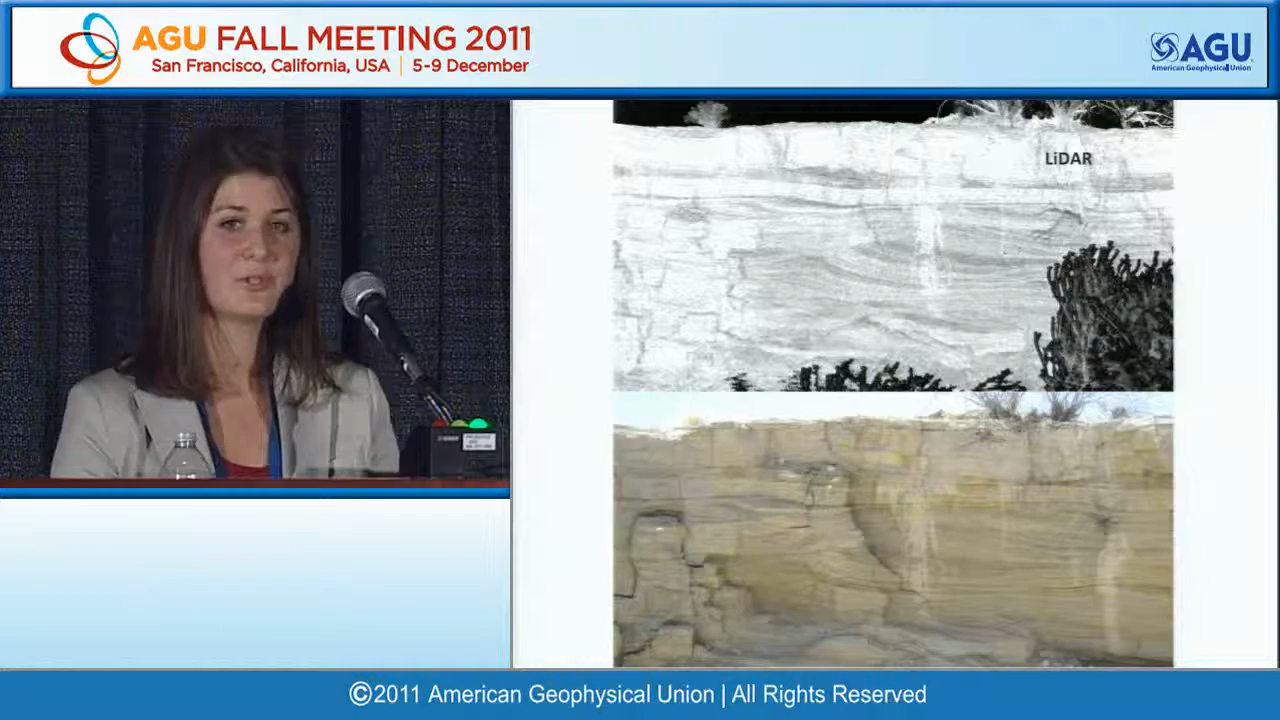 AGU FALL MEETING 2011
San Francisco, California, USA | 5-9 December
AGU
American Geophysical Union
LiDAR
©2011 American Geophysical Union | All Rights Reserved